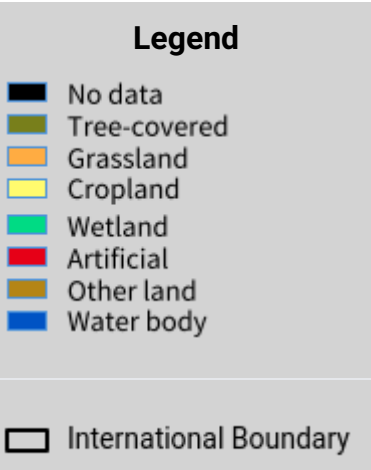 Legend
No data
Tree-covered
Grassland
Cropland
Wetland
Artificial
Other land
Water body
International Boundary